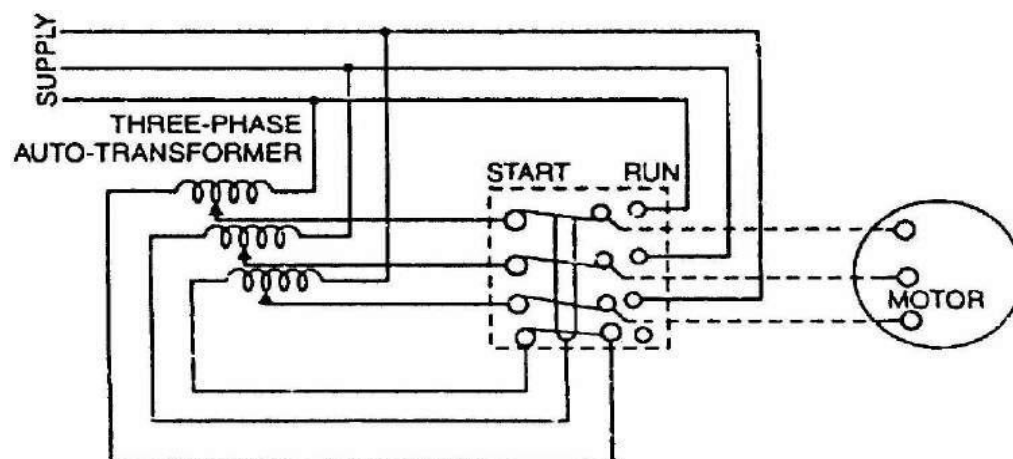 SUPPLY
THREE-PHASE
AUTO-TRANSFORMER
START
RUN
MOTOR